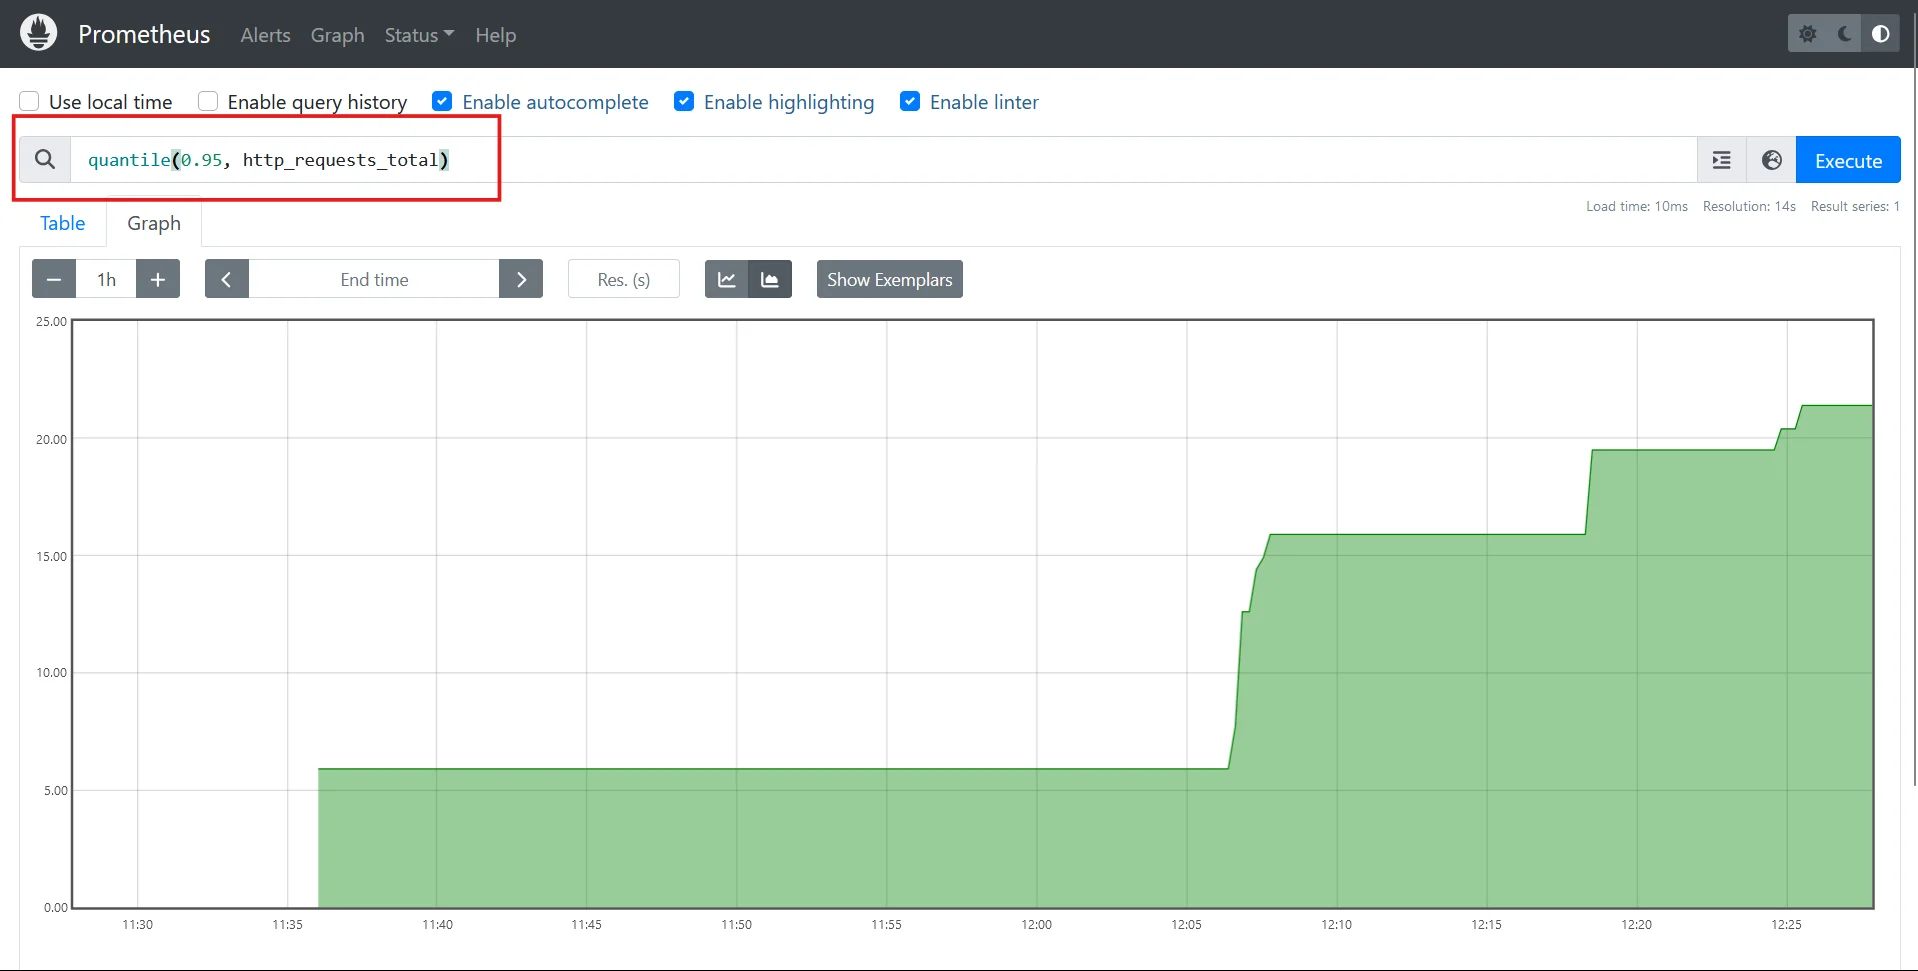 Prometheus Alerts Graph Status Help
Use local time Enable query history Enable autocomplete Enable highlighting Enable linter
quantile(0.95, http_requests_total) Execute
Load time: 10ms Resolution: 14s Result series: 1
Table Graph
1h End time Res. (s) Show Exemplars
25.00
20.00
15.00
10.00
5.00
0.00
11:30 11:35 11:40 11:45 11:50 11:55 12:00 12:05 12:10 12:15 12:20 12:25